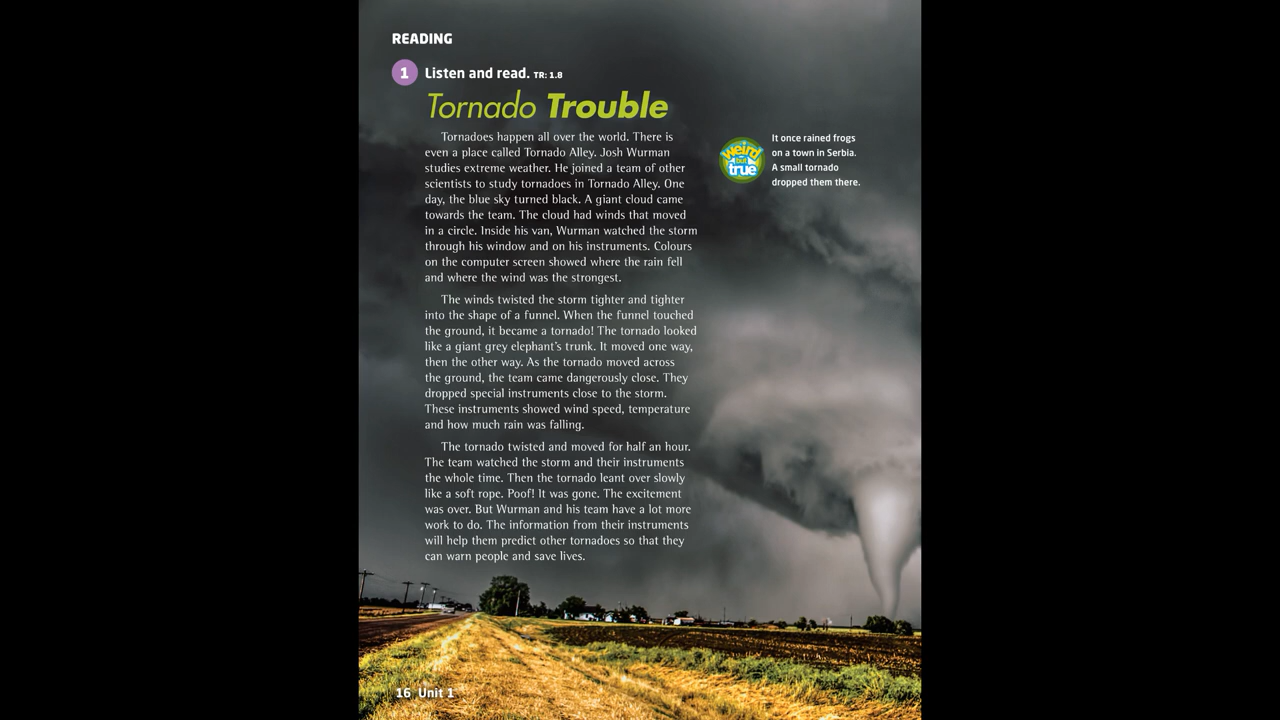 READING
1 Listen and read. TR: 1.8
Tornado Trouble
Tornadoes happen all over the world. There is
even a place called Tornado Alley. Josh Wurman
studies extreme weather. He joined a team of other
scientists to study tornadoes in Tornado Alley. One
day, the blue sky turned black. A giant cloud came
towards the team. The cloud had winds that moved
in a circle. Inside his van, Wurman watched the storm
through his window and on his instruments. Colours
on the computer screen showed where the rain fell
and where the wind was the strongest.
The winds twisted the storm tighter and tighter
into the shape of a funnel. When the funnel touched
the ground, it became a tornado! The tornado looked
like a giant grey elephant's trunk. It moved one way,
then the other way. As the tornado moved across
the ground, the team came dangerously close. They
dropped special instruments close to the storm.
These instruments showed wind speed, temperature
and how much rain was falling.
The tornado twisted and moved for half an hour.
The team watched the storm and their instruments
the whole time. Then the tornado leant over slowly
like a soft rope. Poof! It was gone. The excitement
was over. But Wurman and his team have a lot more
work to do. The information from their instruments
will help them predict other tornadoes so that they
can warn people and save lives.
weird
but
true
It once rained frogs
on a town in Serbia.
A small tornado
dropped them there.
16 Unit 1